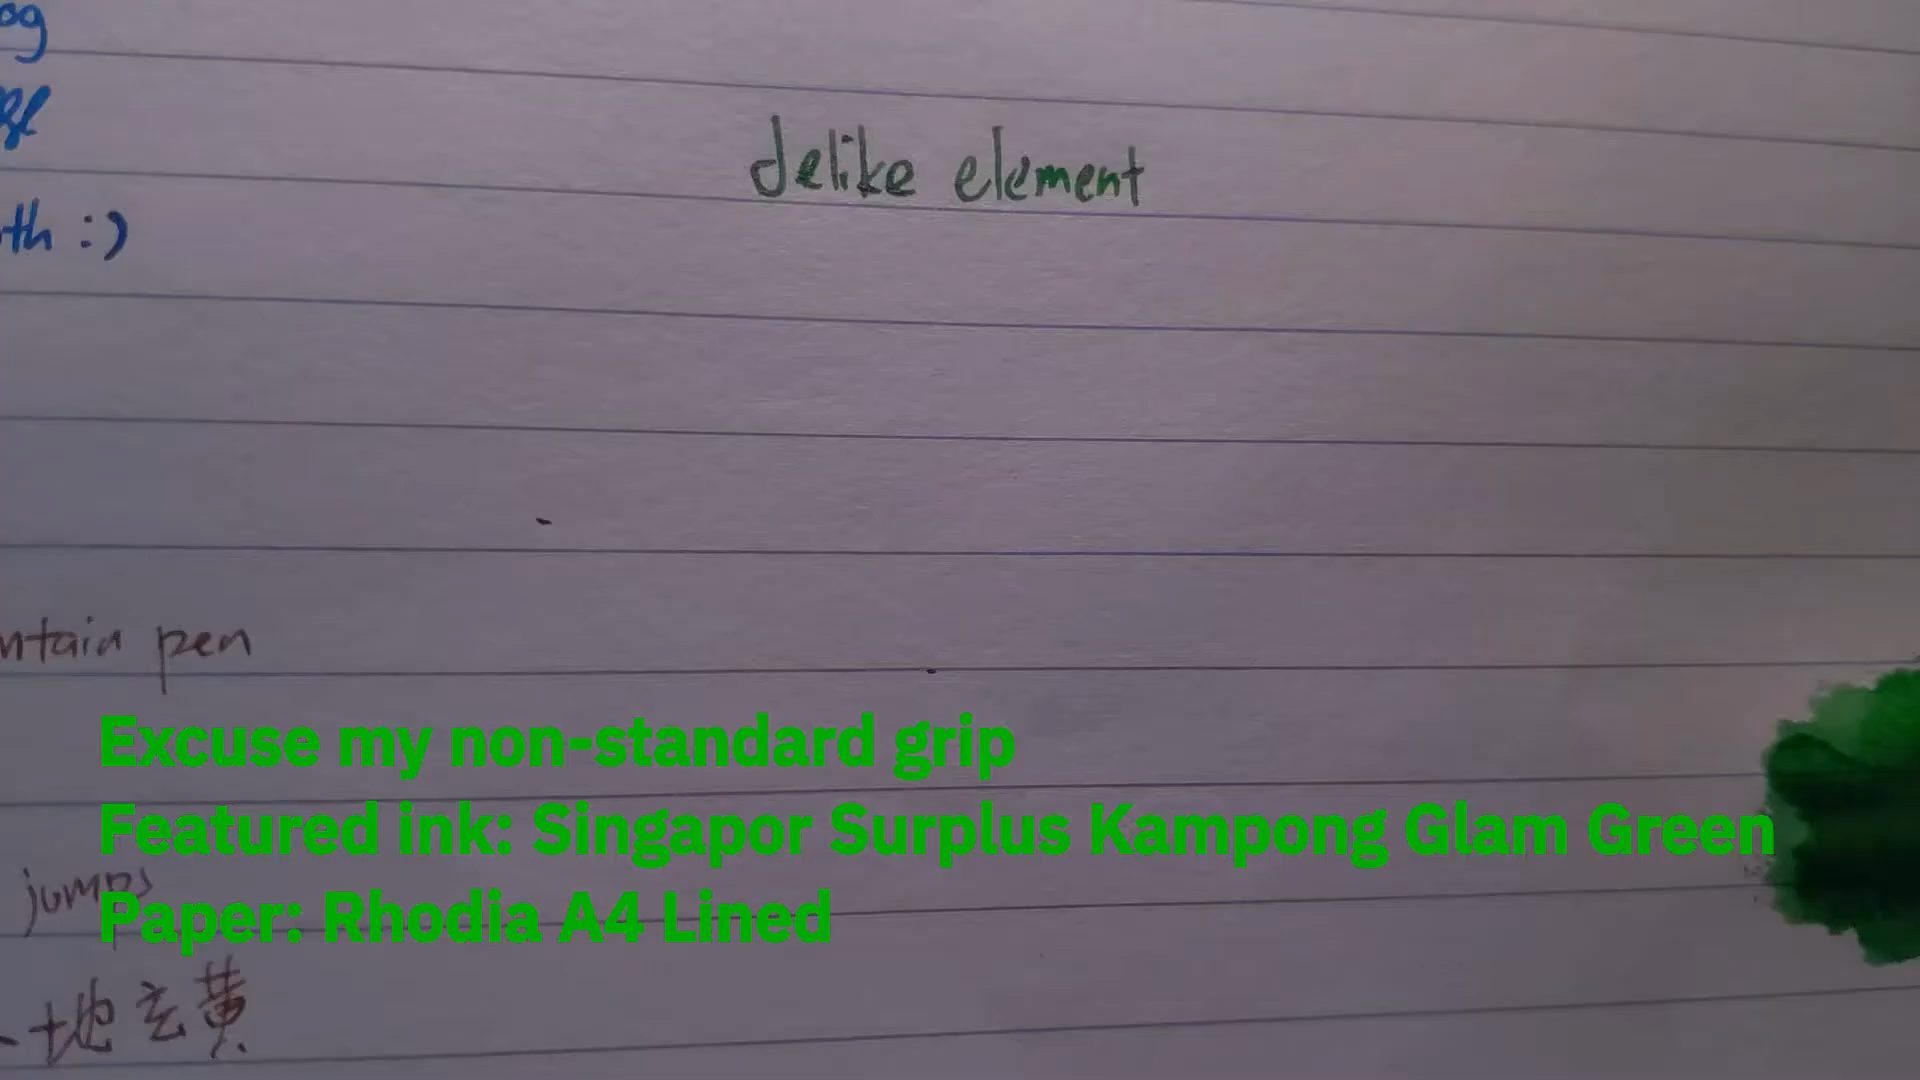 og
th :)
delike element
ntain pen
Excuse my non-standard grip
Featured ink: Singapor Surplus Kampong Glam Green
jumps
Paper: Rhodia A4 Lined
地玄黄